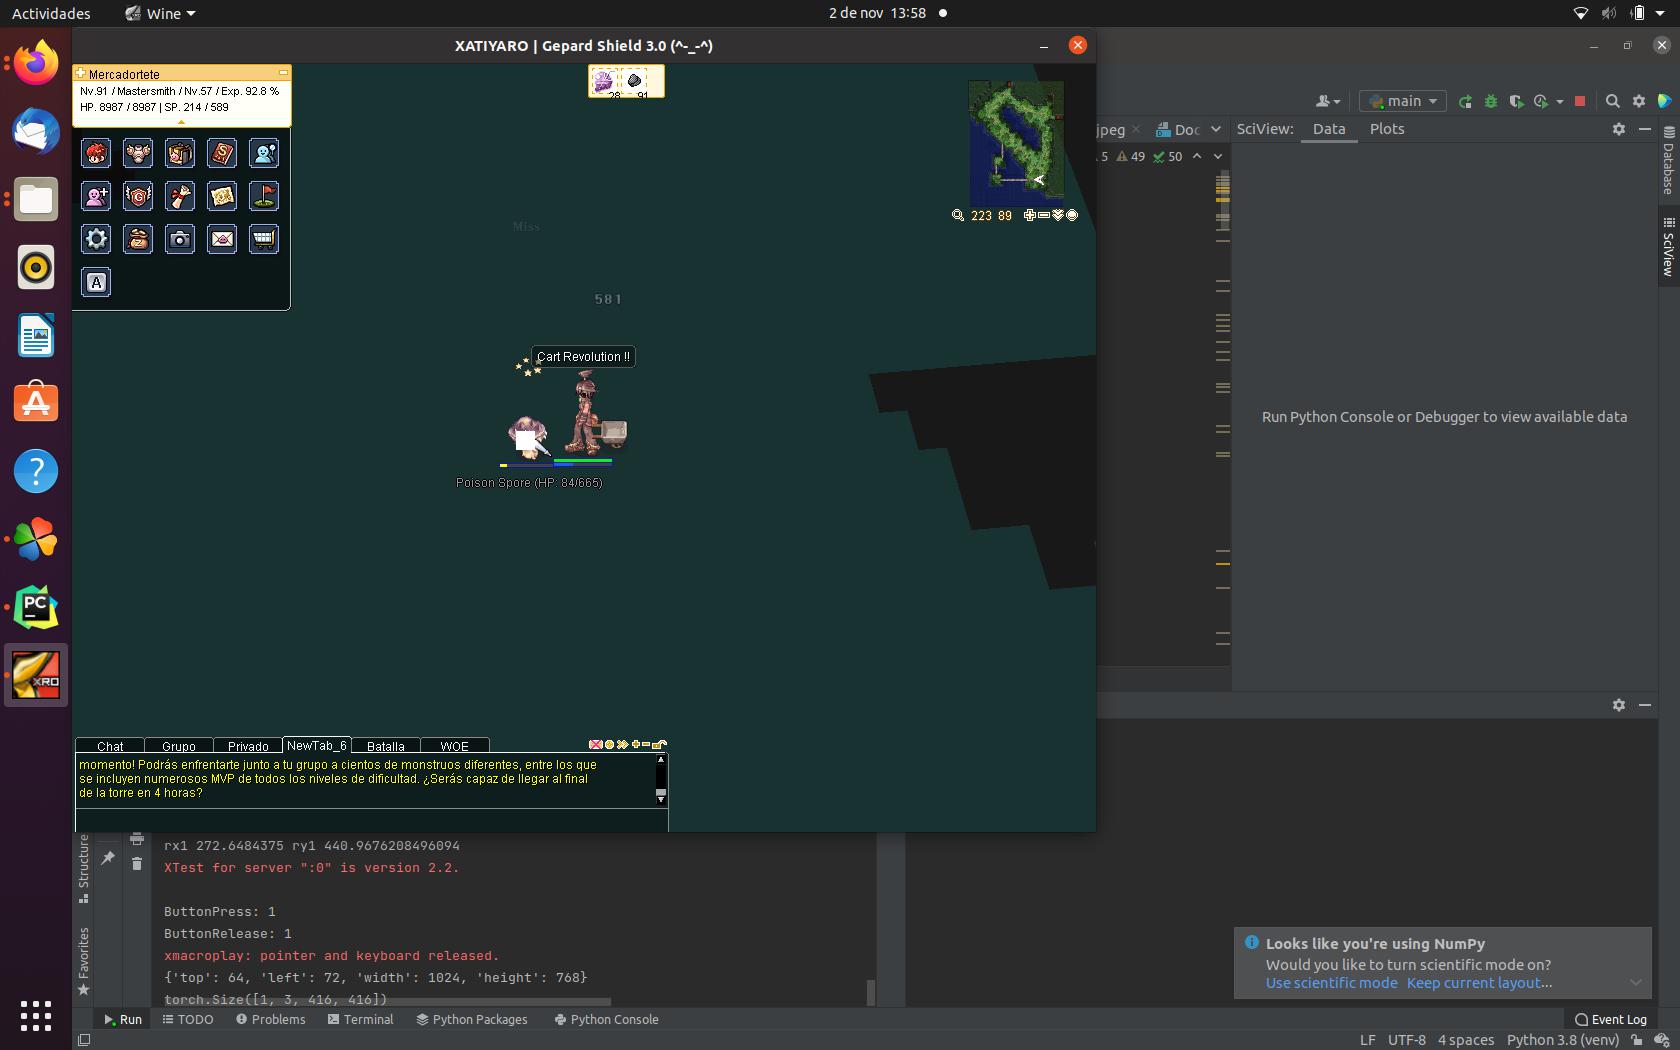 Actividades
Wine
2 de nov 13:58
XATIYARO | Gepard Shield 3.0 (^-_-^)
Mercadortete
Nv.91 / Mastersmith / Nv.57 / Exp. 92.8 %
HP. 8987 / 8987 | SP. 214 / 589
28
91
223 89
A
Miss
581
Cart Revolution !!
Poison Spore (HP: 84/665)
Chat
Grupo
Privado
NewTab_6
Batalla
WOE
momento! Podrás enfrentarte junto a tu grupo a cientos de monstruos diferentes, entre los que
se incluyen numerosos MVP de todos los niveles de dificultad. ¿Serás capaz de llegar al final
de la torre en 4 horas?
main
jpeg
Doc
SciView:
Data
Plots
5
49
50
Database
SciView
Run Python Console or Debugger to view available data
PC
XRO
Structure
Favorites
rx1 272.6484375 ry1 440.9676208496094
XTest for server ":0" is version 2.2.
ButtonPress: 1
ButtonRelease: 1
xmacroplay: pointer and keyboard released.
{'top': 64, 'left': 72, 'width': 1024, 'height': 768}
torch.Size([1, 3, 416, 416])
Looks like you're using NumPy
Would you like to turn scientific mode on?
Use scientific mode Keep current layout...
Run
TODO
Problems
Terminal
Python Packages
Python Console
Event Log
LF UTF-8 4 spaces Python 3.8 (venv)